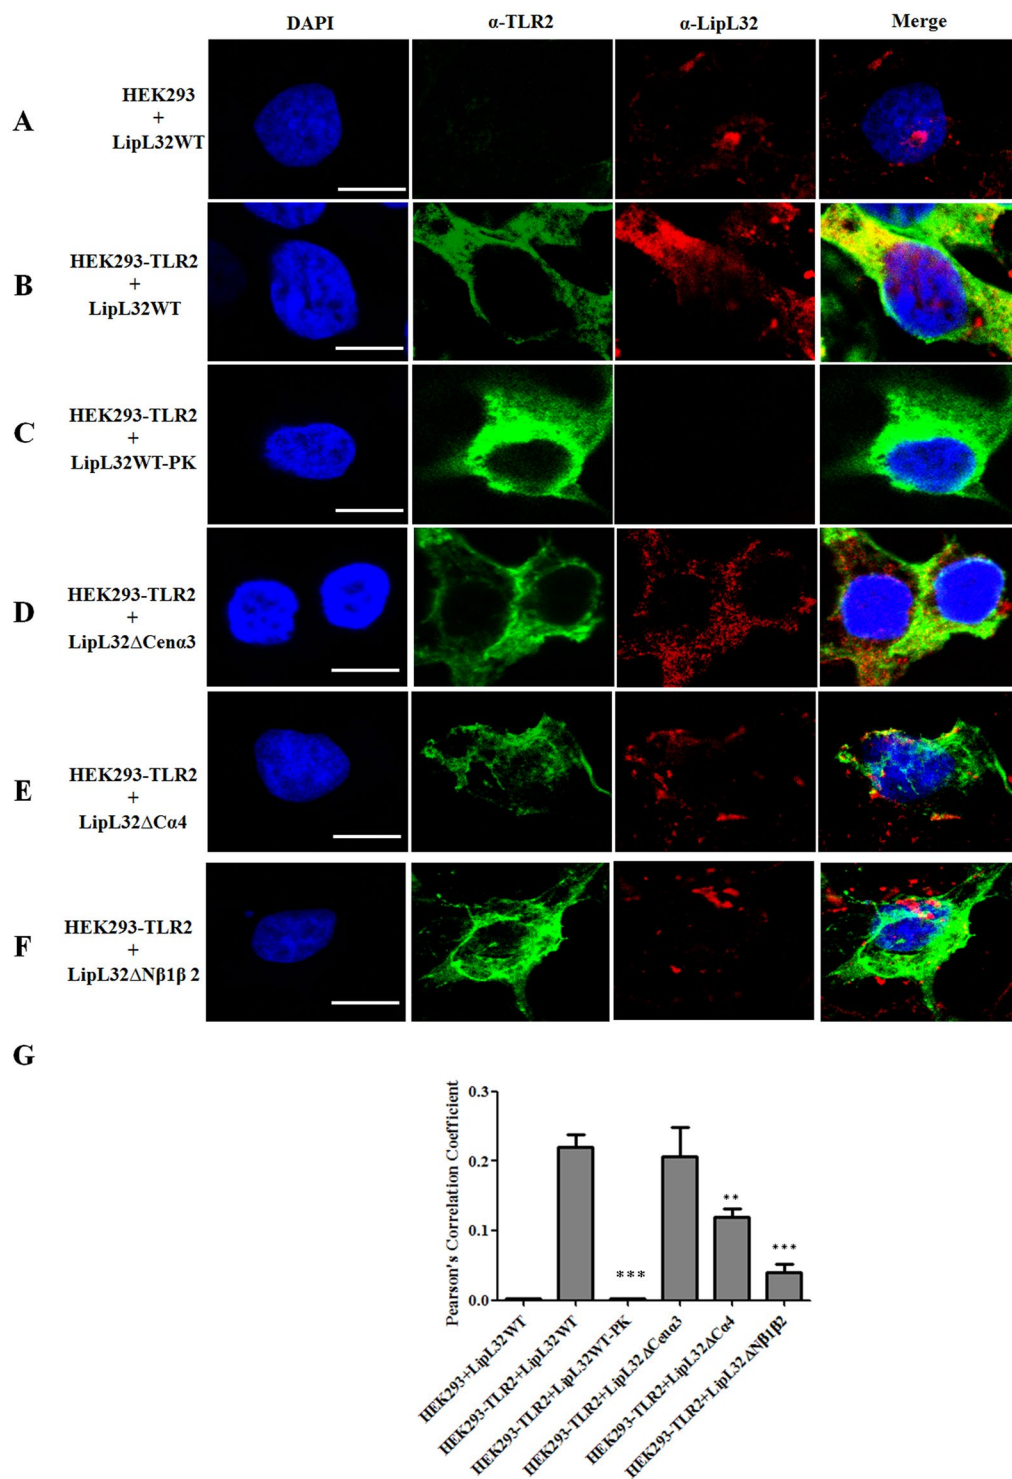 DAPI α-TLR2 α-LipL32 Merge
A
HEK293
+
LipL32WT
B
HEK293-TLR2
+
LipL32WT
C
HEK293-TLR2
+
LipL32WT-PK
D
HEK293-TLR2
+
LipL32ΔCenα3
E
HEK293-TLR2
+
LipL32ΔCα4
F
HEK293-TLR2
+
LipL32ΔNβ1β 2
G
Pearson's Correlation Coefficient
0.3
0.2
0.1
0.0
***
**
***
HEK293+LipL32WT
HEK293-TLR2+LipL32WT
HEK293-TLR2+LipL32WT-PK
HEK293-TLR2+LipL32ΔCenα3
HEK293-TLR2+LipL32ΔCα4
HEK293-TLR2+LipL32ΔNβ1β2